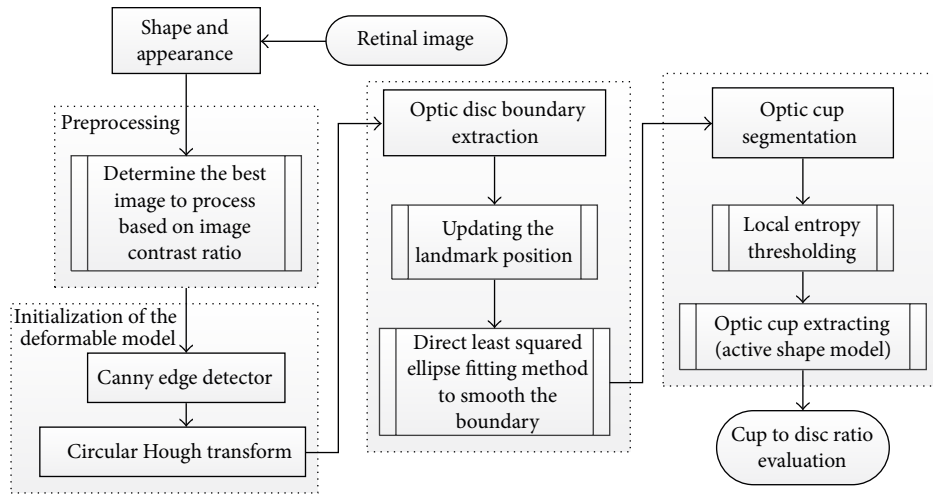 Shape and
appearance
Retinal image
Preprocessing
Determine the best
image to process
based on image
contrast ratio
Initialization of the
deformable model
Canny edge detector
Circular Hough transform
Optic disc boundary
extraction
Updating the
landmark position
Direct least squared
ellipse fitting method
to smooth the
boundary
Optic cup
segmentation
Local entropy
thresholding
Optic cup extracting
(active shape model)
Cup to disc ratio
evaluation